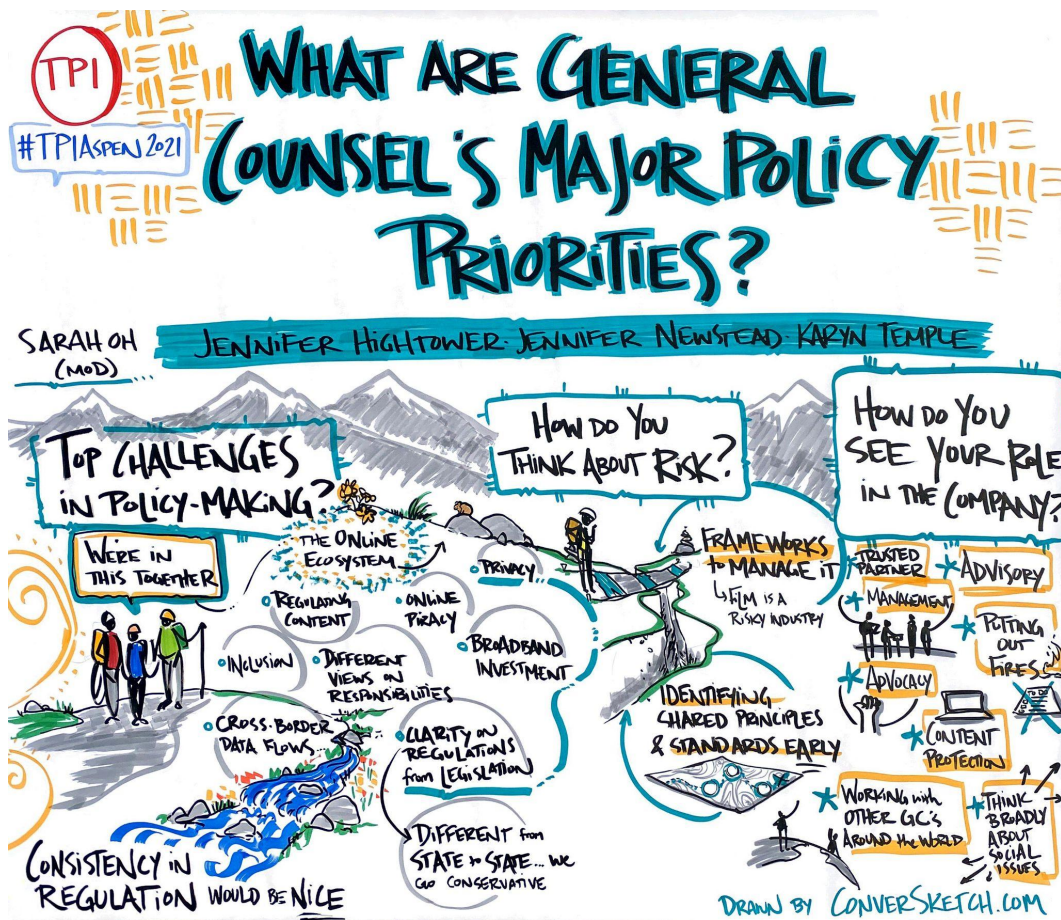 TPI
#TPIASPEN 2021
WHAT ARE GENERAL
COUNSEL'S MAJOR POLICY
PRIORITIES?
SARAH OH
(MOD)
JENNIFER HIGHTOWER · JENNIFER NEWSTEAD · KARYN TEMPLE
TOP CHALLENGES
IN POLICY-MAKING?
WE'RE IN
THIS TOGETHER
THE ONLINE
ECOSYSTEM
PRIVACY
REGULATING
CONTENT
ONLINE
PIRACY
INCLUSION
DIFFERENT
VIEWS ON
RESPONSIBILITIES
BROADBAND
INVESTMENT
CROSS-BORDER
DATA FLOWS...
CLARITY ON
REGULATIONS
from LEGISLATION
DIFFERENT from
STATE to STATE... WE
GO CONSERVATIVE
CONSISTENCY IN
REGULATION WOULD BE NICE
HOW DO YOU
THINK ABOUT RISK?
FRAMEWORKS
to MANAGE IT
FILM IS A
RISKY INDUSTRY
IDENTIFYING
SHARED PRINCIPLES
& STANDARDS EARLY
HOW DO YOU
SEE YOUR ROLE
IN THE COMPANY?
TRUSTED
PARTNER
ADVISORY
MANAGEMENT
PUTTING
OUT
FIRES
ADVOCACY
CONTENT
PROTECTION
WORKING with
OTHER GC's
AROUND the WORLD
THINK
BROADLY
ABOUT
SOCIAL
ISSUES
DRAWN BY CONVERSKETCH.COM